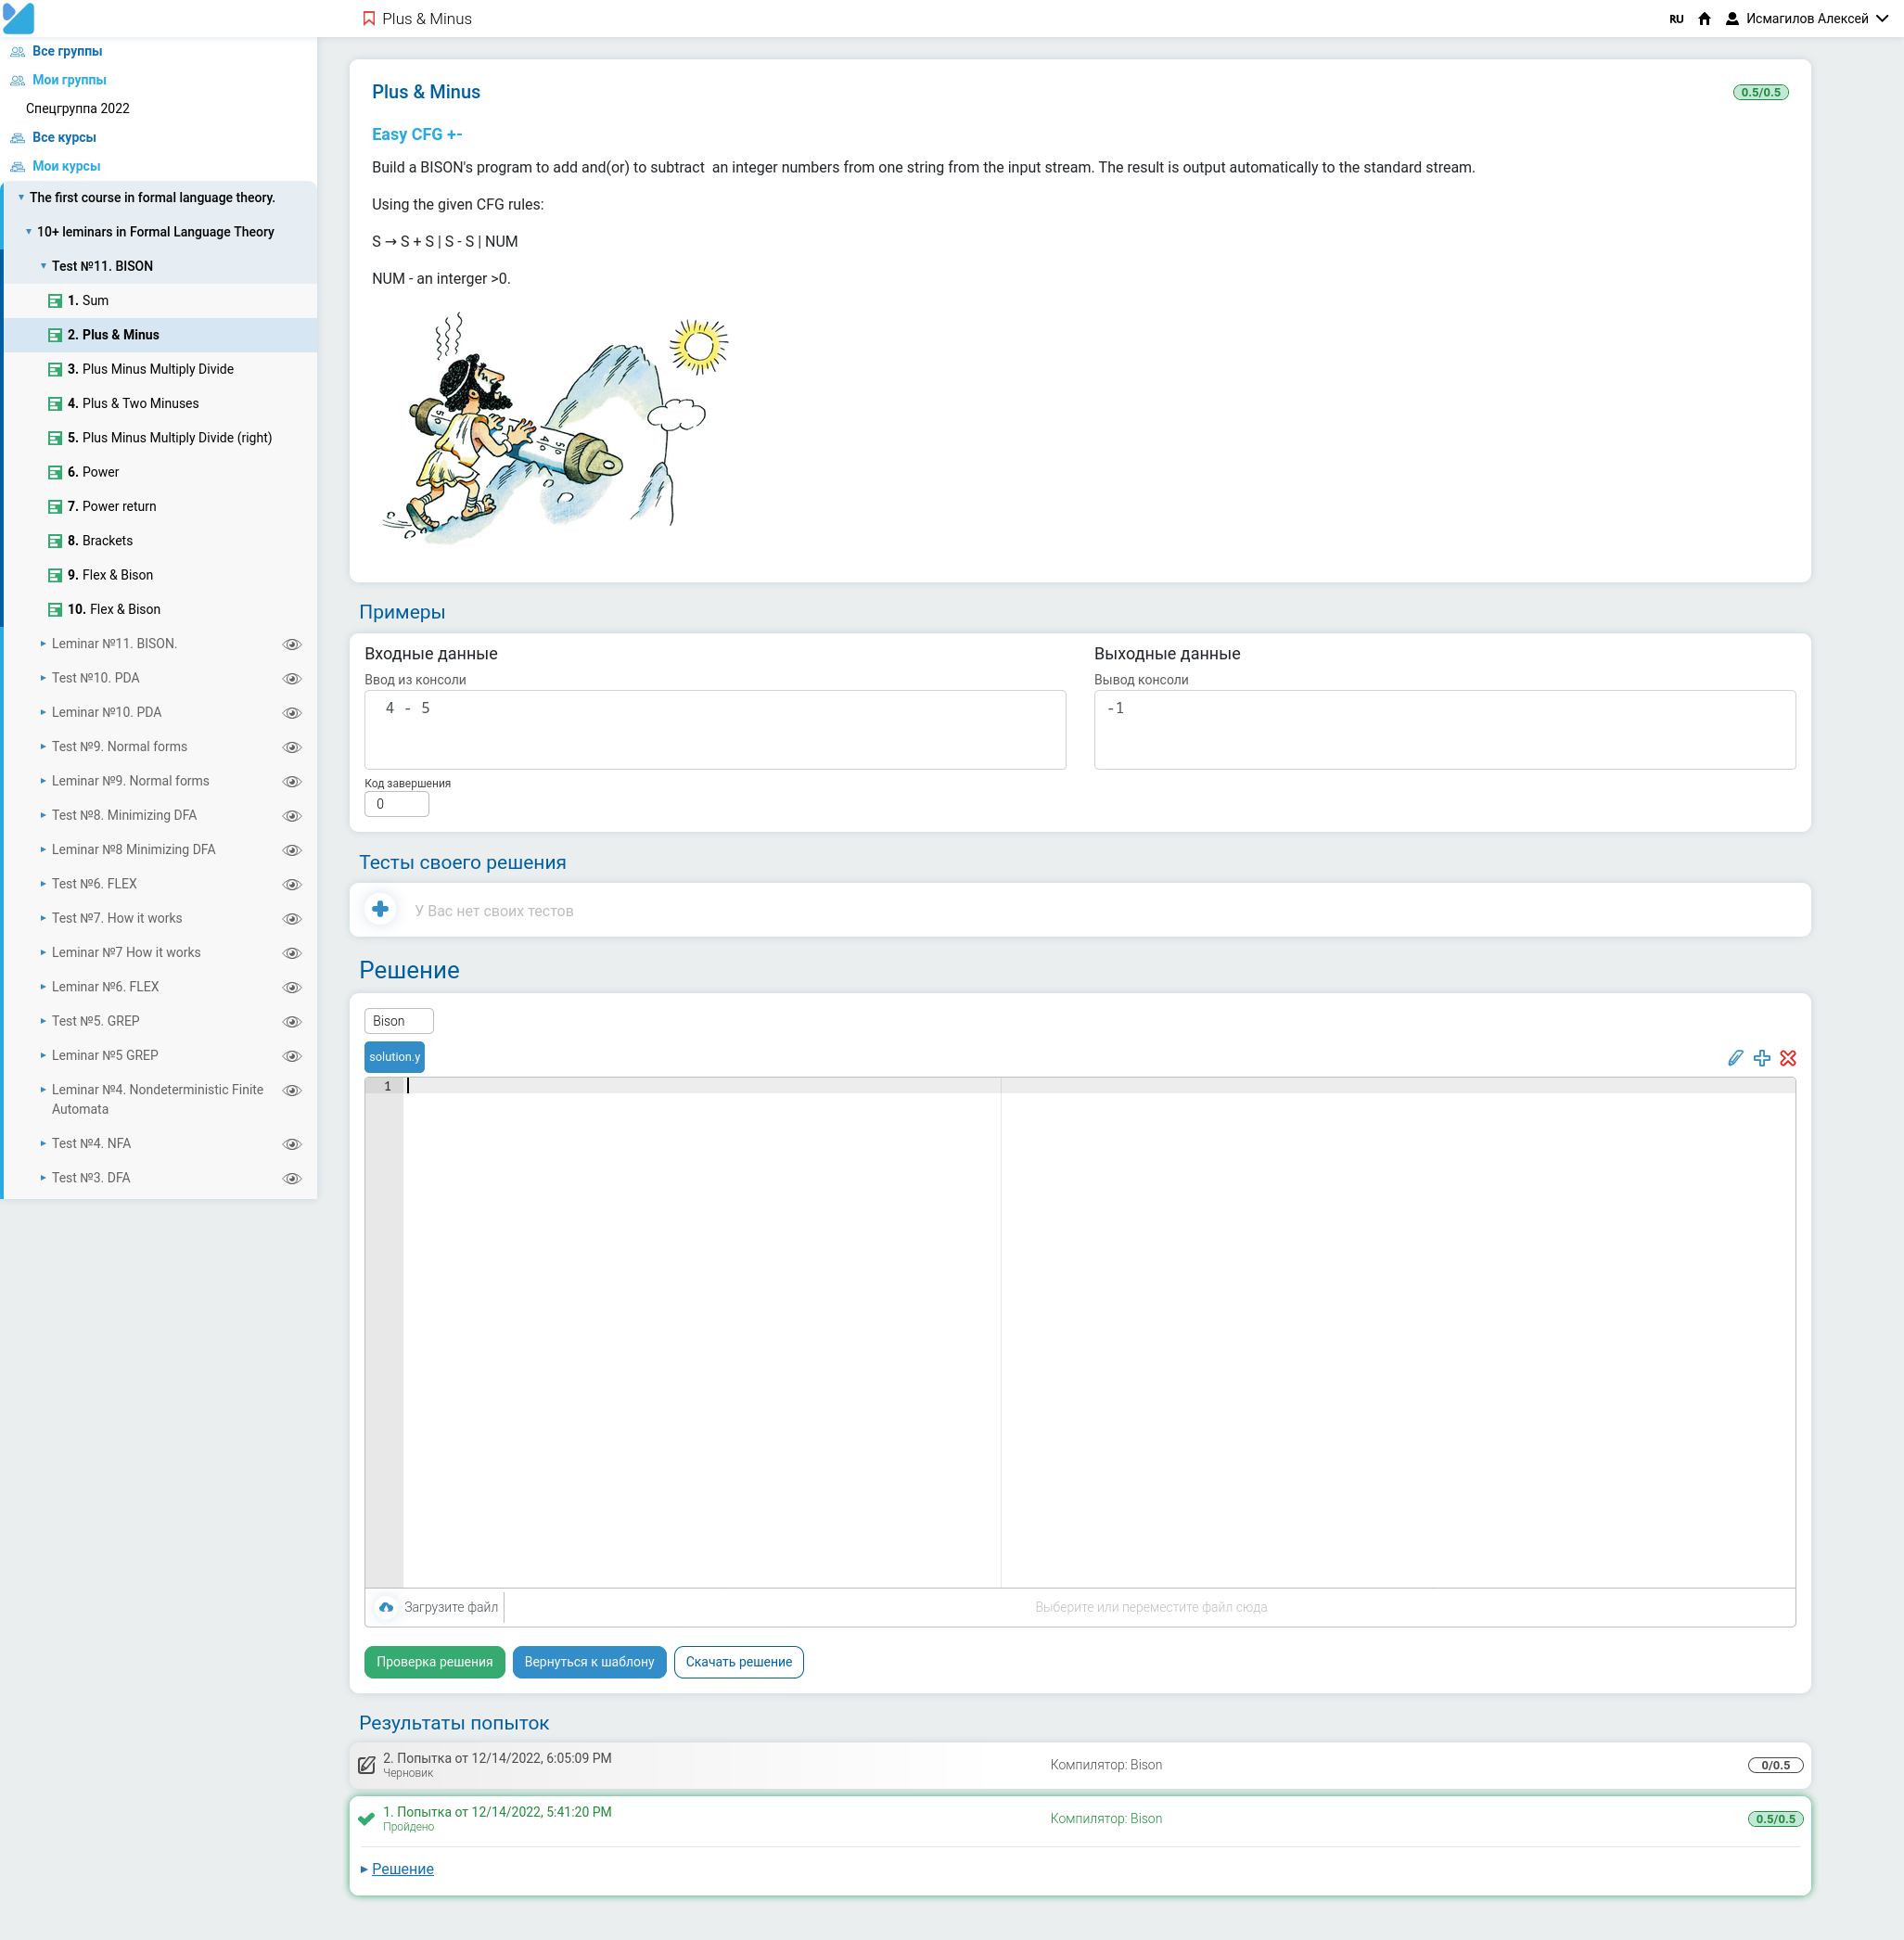 Plus & Minus
RU
Исмагилов Алексей
Все группы
Мои группы
Спецгруппа 2022
Все курсы
Мои курсы
The first course in formal language theory.
10+ leminars in Formal Language Theory
Test №11. BISON
1. Sum
2. Plus & Minus
3. Plus Minus Multiply Divide
4. Plus & Two Minuses
5. Plus Minus Multiply Divide (right)
6. Power
7. Power return
8. Brackets
9. Flex & Bison
10. Flex & Bison
Leminar №11. BISON.
Test №10. PDA
Leminar №10. PDA
Test №9. Normal forms
Leminar №9. Normal forms
Test №8. Minimizing DFA
Leminar №8 Minimizing DFA
Test №6. FLEX
Test №7. How it works
Leminar №7 How it works
Leminar №6. FLEX
Test №5. GREP
Leminar №5 GREP
Leminar №4. Nondeterministic Finite
Automata
Test №4. NFA
Test №3. DFA
Plus & Minus
0.5/0.5
Easy CFG +-
Build a BISON's program to add and(or) to subtract  an integer numbers from one string from the input stream. The result is output automatically to the standard stream.
Using the given CFG rules:
S → S + S | S - S | NUM
NUM - an interger >0.
Примеры
Входные данные
Выходные данные
Ввод из консоли
Вывод консоли
4 - 5
-1
Код завершения
0
Тесты своего решения
У Вас нет своих тестов
Решение
Bison
solution.y
1
Загрузите файл
Выберите или переместите файл сюда
Проверка решения
Вернуться к шаблону
Скачать решение
Результаты попыток
2. Попытка от 12/14/2022, 6:05:09 PM
Черновик
Компилятор: Bison
0/0.5
1. Попытка от 12/14/2022, 5:41:20 PM
Пройдено
Компилятор: Bison
0.5/0.5
Решение